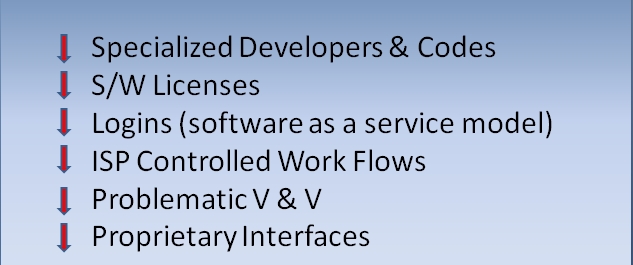 Specialized Developers & Codes
S/W Licenses
Logins (software as a service model)
ISP Controlled Work Flows
Problematic V & V
Proprietary Interfaces